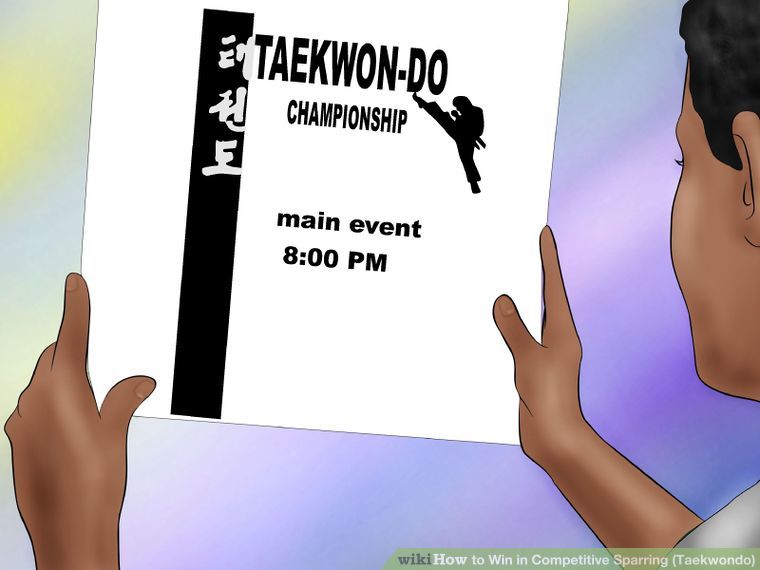 태권도
TAEKWON-DO
CHAMPIONSHIP
main event
8:00 PM
wikiHow to Win in Competitive Sparring (Taekwondo)